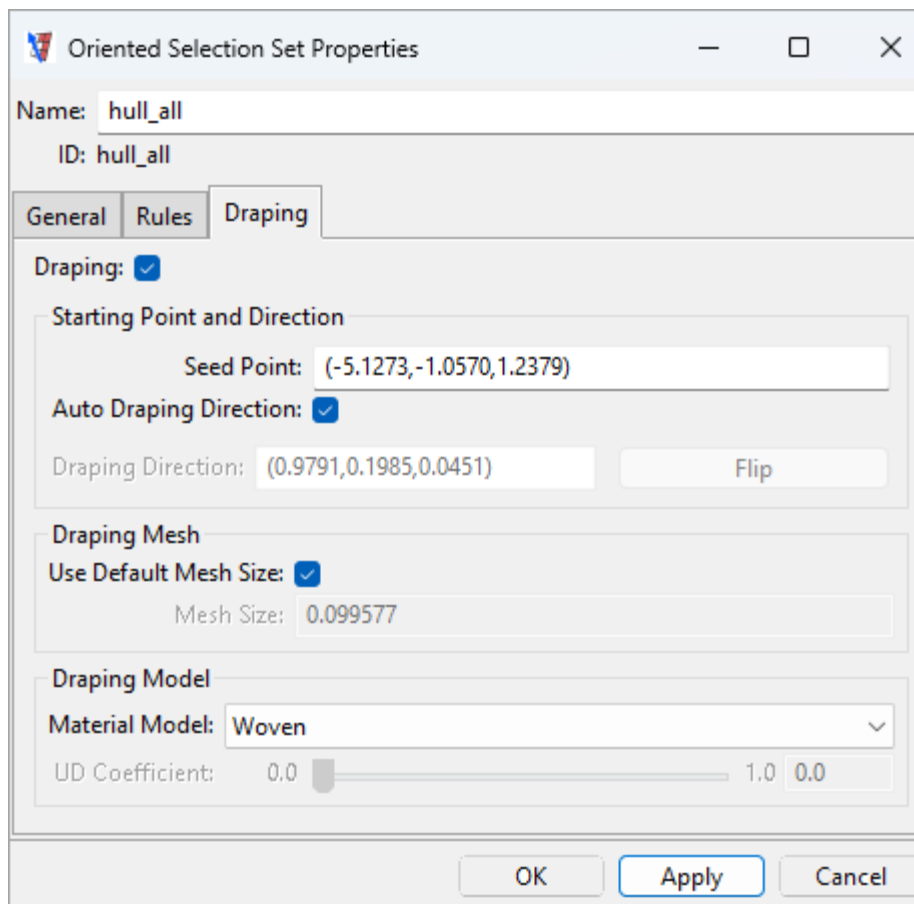 Oriented Selection Set Properties
Name: hull_all
ID: hull_all
General Rules Draping
Draping:
Starting Point and Direction
Seed Point: (-5.1273,-1.0570,1.2379)
Auto Draping Direction:
Draping Direction: (0.9791,0.1985,0.0451) Flip
Draping Mesh
Use Default Mesh Size:
Mesh Size: 0.099577
Draping Model
Material Model: Woven
UD Coefficient: 0.0 1.0 0.0
OK Apply Cancel